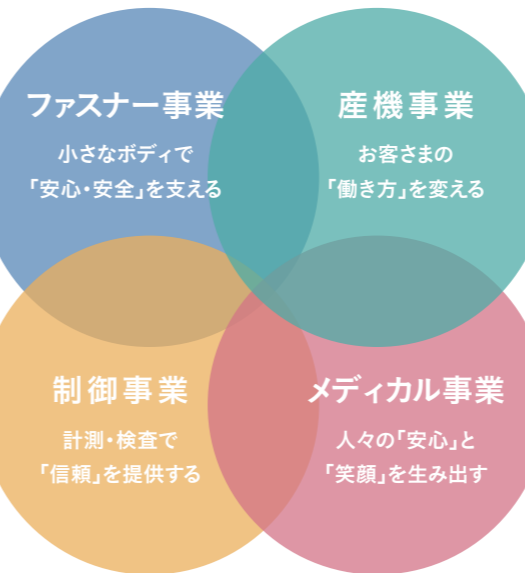 ファスナー事業
小さなボディで
「安心・安全」を支える
産機事業
お客さまの
「働き方」を変える
制御事業
計測・検査で
「信頼」を提供する
メディカル事業
人々の「安心」と
「笑顔」を生み出す